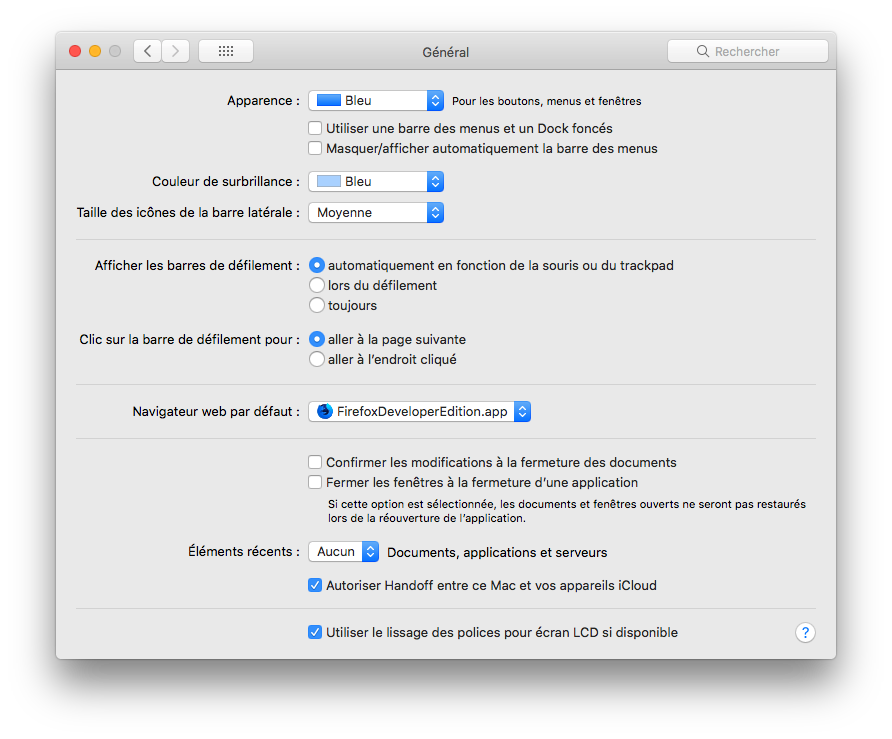 Général
Rechercher
Apparence : Bleu Pour les boutons, menus et fenêtres
Utiliser une barre des menus et un Dock foncés
Masquer/afficher automatiquement la barre des menus
Couleur de surbrillance : Bleu
Taille des icônes de la barre latérale : Moyenne
Afficher les barres de défilement : automatiquement en fonction de la souris ou du trackpad
lors du défilement
toujours
Clic sur la barre de défilement pour : aller à la page suivante
aller à l’endroit cliqué
Navigateur web par défaut : FirefoxDeveloperEdition.app
Confirmer les modifications à la fermeture des documents
Fermer les fenêtres à la fermeture d’une application
Si cette option est sélectionnée, les documents et fenêtres ouverts ne seront pas restaurés
lors de la réouverture de l’application.
Éléments récents : Aucun Documents, applications et serveurs
Autoriser Handoff entre ce Mac et vos appareils iCloud
Utiliser le lissage des polices pour écran LCD si disponible
?